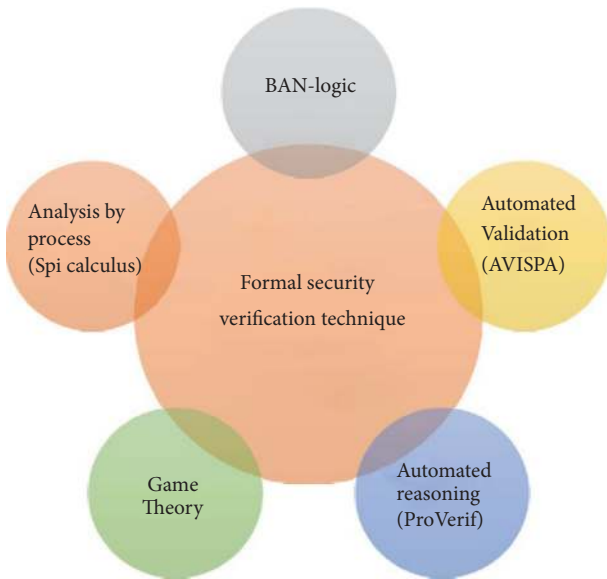 BAN-logic
Analysis by
process
(Spi calculus)
Automated
Validation
(AVISPA)
Formal security
verification technique
Game
Theory
Automated
reasoning
(ProVerif)